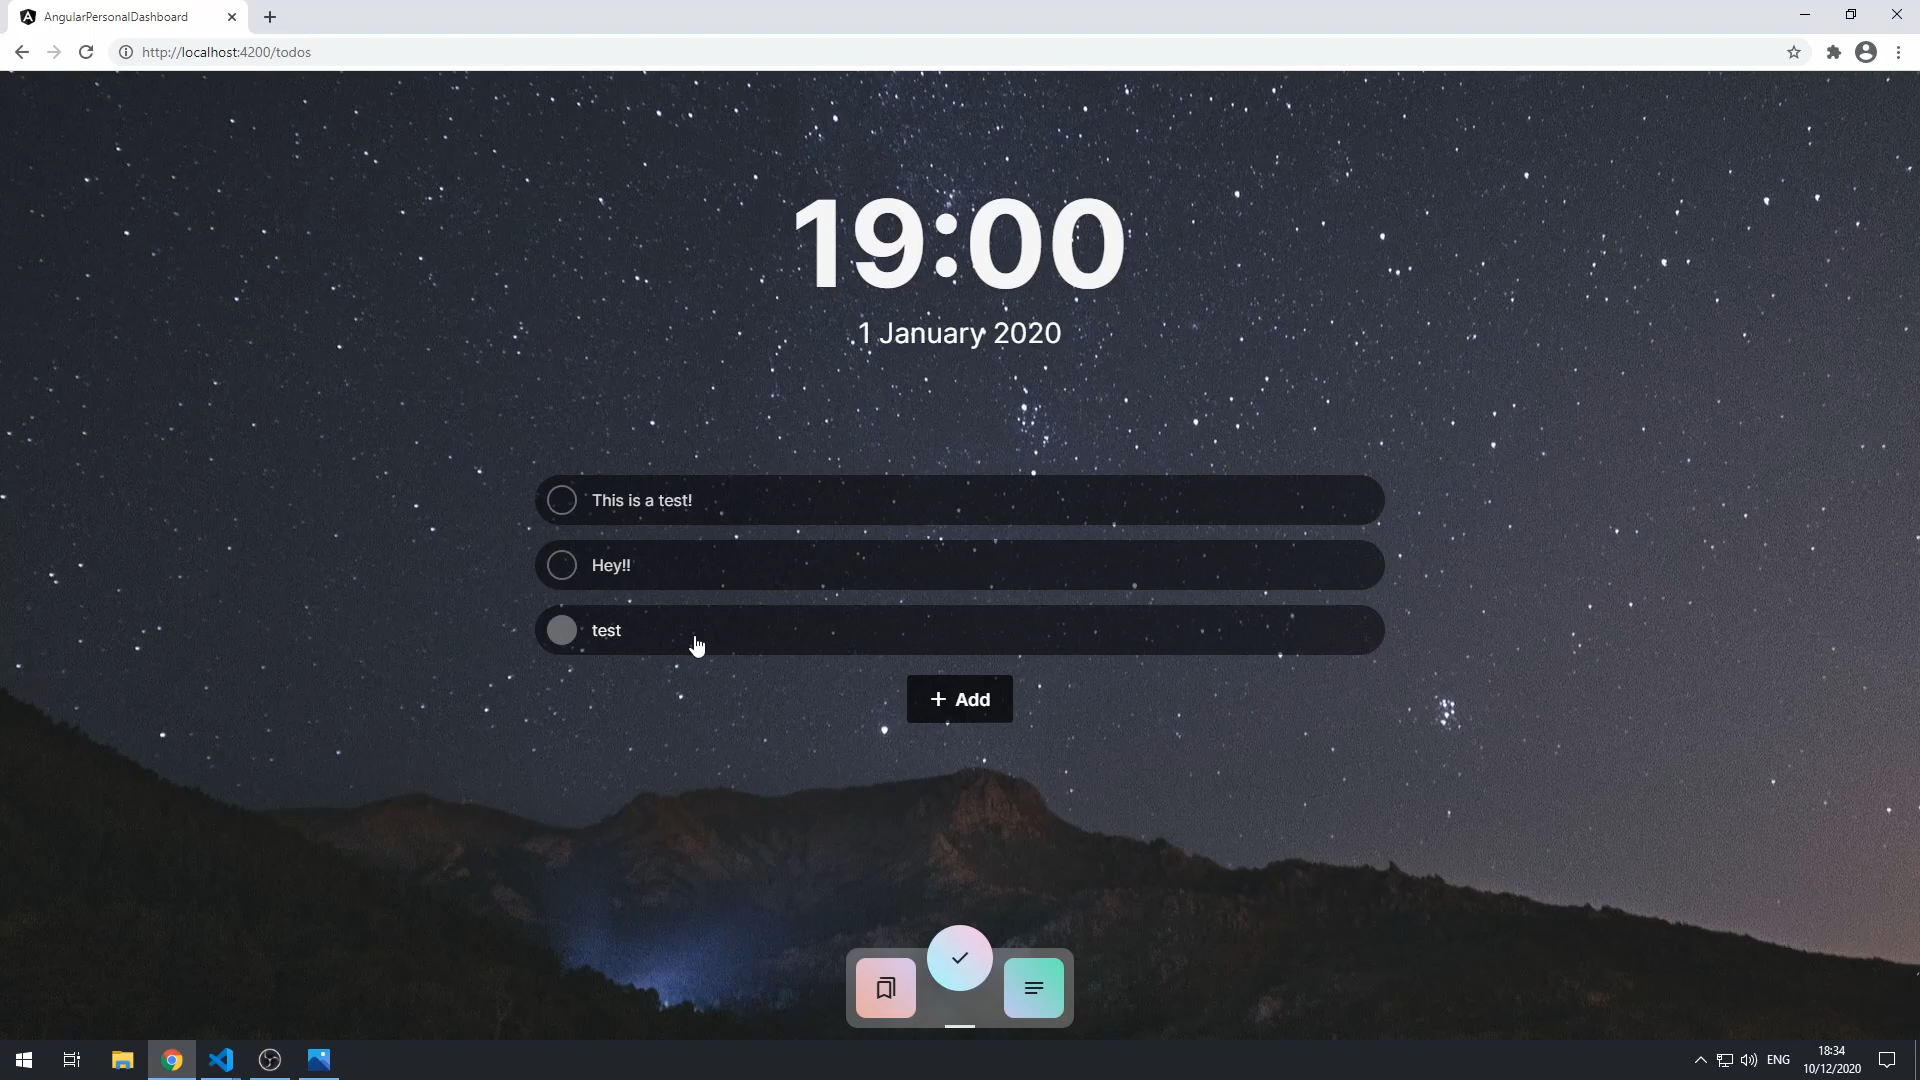 AngularPersonalDashboard
http://localhost:4200/todos
19:00
1 January 2020
This is a test!
Hey!!
test
+ Add
ENG
18:34
10/12/2020